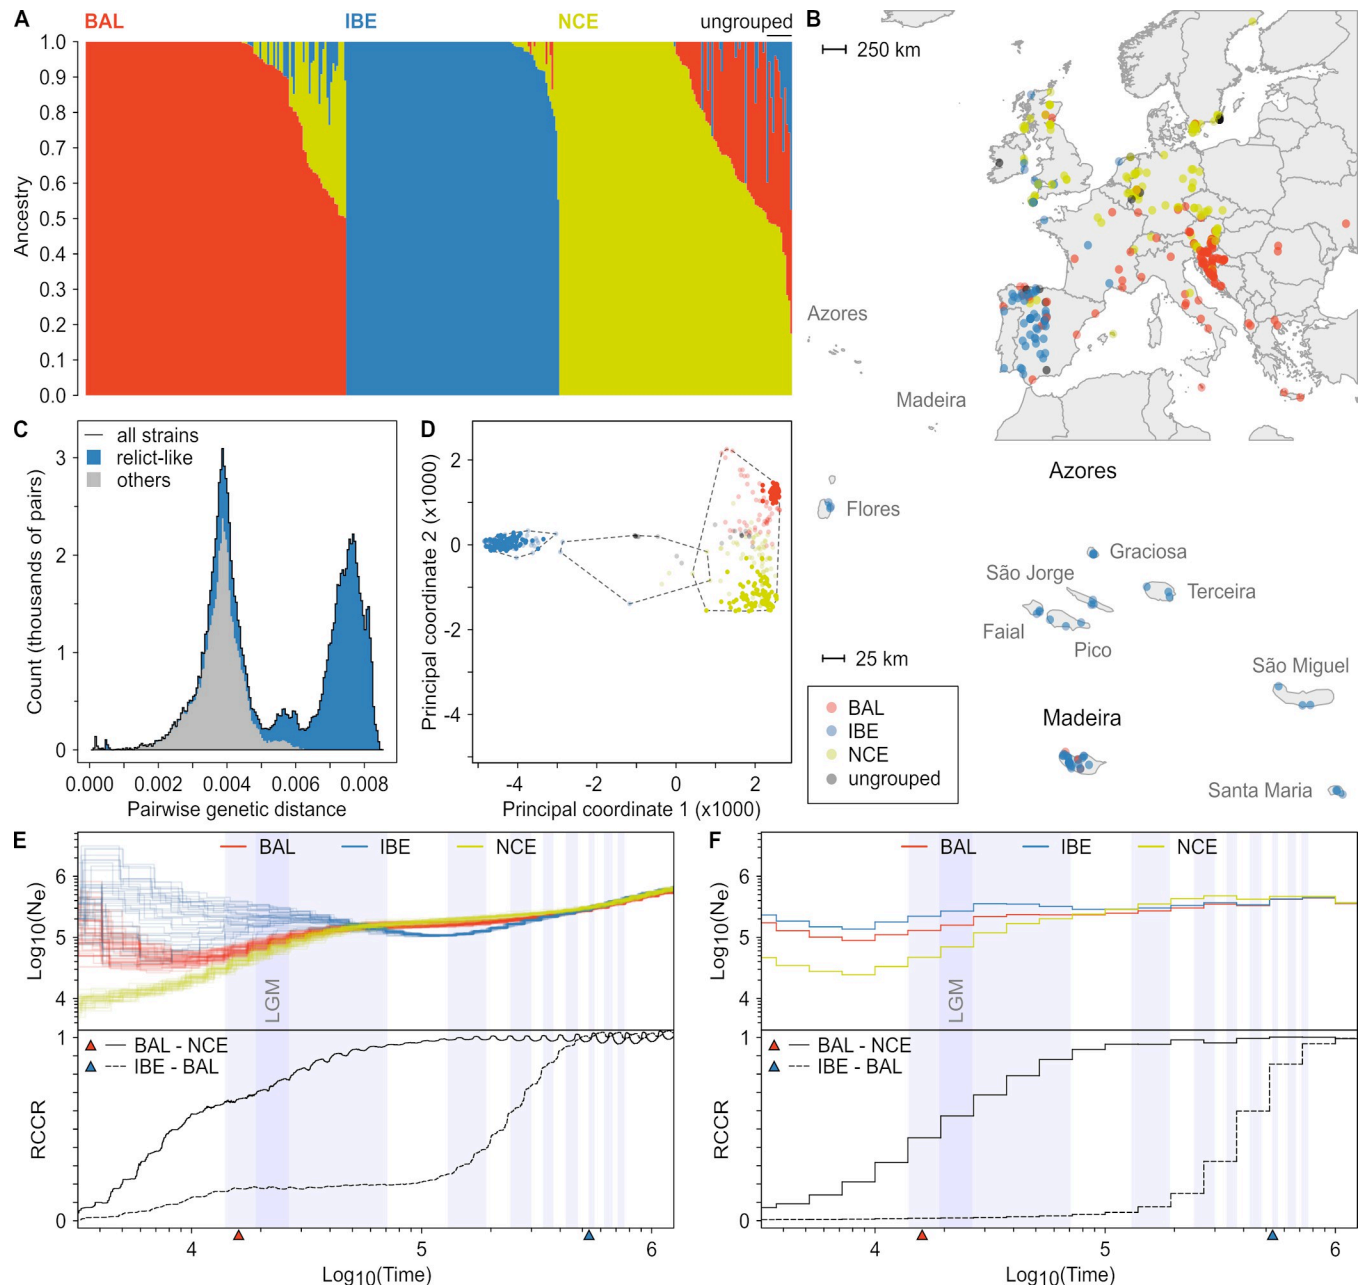 A
BAL
IBE
NCE
ungrouped
1.0
0.9
0.8
0.7
0.6
0.5
0.4
0.3
0.2
0.1
0.0
Ancestry
B
250 km
Azores
Madeira
C
all strains
relict-like
others
3
2
1
0
Count (thousands of pairs)
0.000
0.002
0.004
0.006
0.008
Pairwise genetic distance
D
2
0
-2
-4
Principal coordinate 2 (x1000)
-4
-2
0
2
Principal coordinate 1 (x1000)
Azores
Flores
Graciosa
São Jorge
Terceira
Faial
Pico
São Miguel
25 km
Madeira
Santa Maria
BAL
IBE
NCE
ungrouped
E
BAL
IBE
NCE
6
5
4
Log10(Ne)
LGM
1
0
RCCR
BAL - NCE
IBE - BAL
4
5
6
Log10(Time)
F
BAL
IBE
NCE
6
5
4
Log10(Ne)
LGM
1
0
RCCR
BAL - NCE
IBE - BAL
4
5
6
Log10(Time)